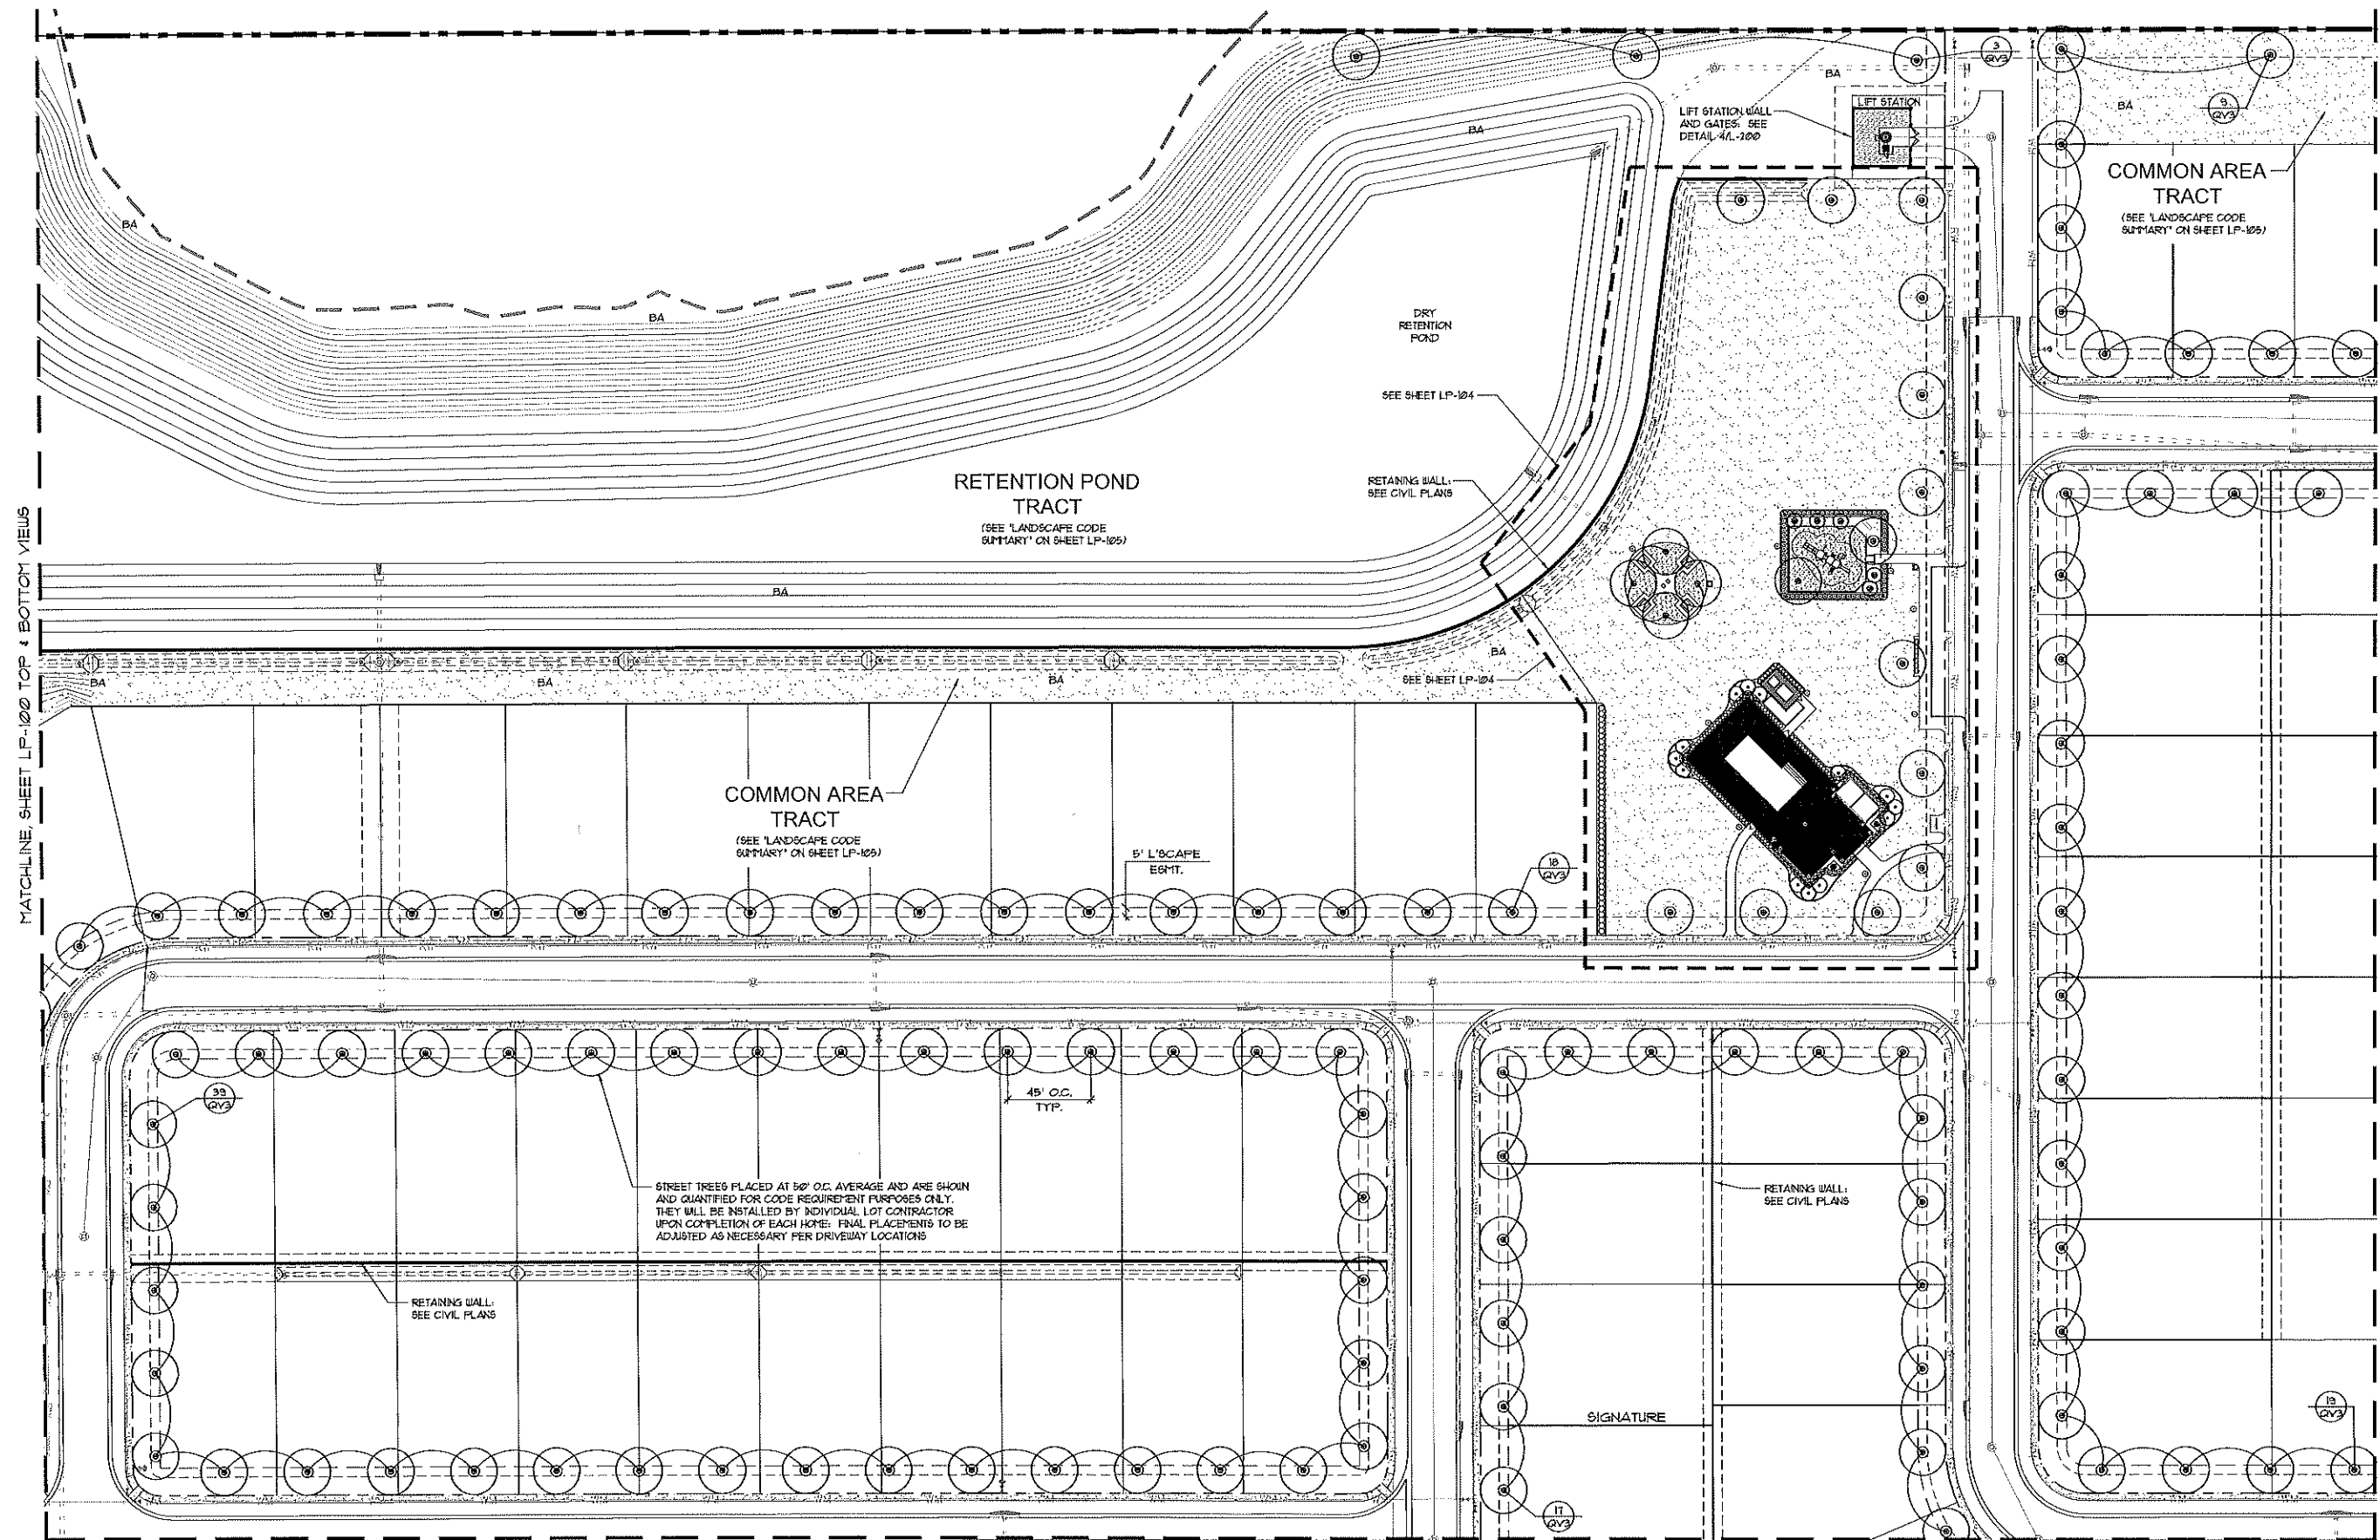 3
QV3
BA
LIFT STATION
LIFT STATION WALL
AND GATES: SEE
DETAIL 4/L-200
BA
9
QV3
BA
COMMON AREA
TRACT
(SEE "LANDSCAPE CODE
SUMMARY" ON SHEET LP-105)
BA
BA
DRY
RETENTION
POND
SEE SHEET LP-104
RETENTION POND
TRACT
(SEE "LANDSCAPE CODE
SUMMARY" ON SHEET LP-105)
RETAINING WALL:
SEE CIVIL PLANS
MATCHLINE, SHEET LP-100 TOP & BOTTOM VIEWS
BA
BA
BA
BA
BA
SEE SHEET LP-104
COMMON AREA
TRACT
(SEE "LANDSCAPE CODE
SUMMARY" ON SHEET LP-105)
5' L'SCAPE
ESMT.
18
QV3
39
QV3
45' O.C.
TYP.
STREET TREES PLACED AT 50' O.C. AVERAGE AND ARE SHOWN
AND QUANTIFIED FOR CODE REQUIREMENT PURPOSES ONLY.
THEY WILL BE INSTALLED BY INDIVIDUAL LOT CONTRACTOR
UPON COMPLETION OF EACH HOME: FINAL PLACEMENTS TO BE
ADJUSTED AS NECESSARY PER DRIVEWAY LOCATIONS
RETAINING WALL:
SEE CIVIL PLANS
RETAINING WALL:
SEE CIVIL PLANS
SIGNATURE
19
QV3
17
QV3